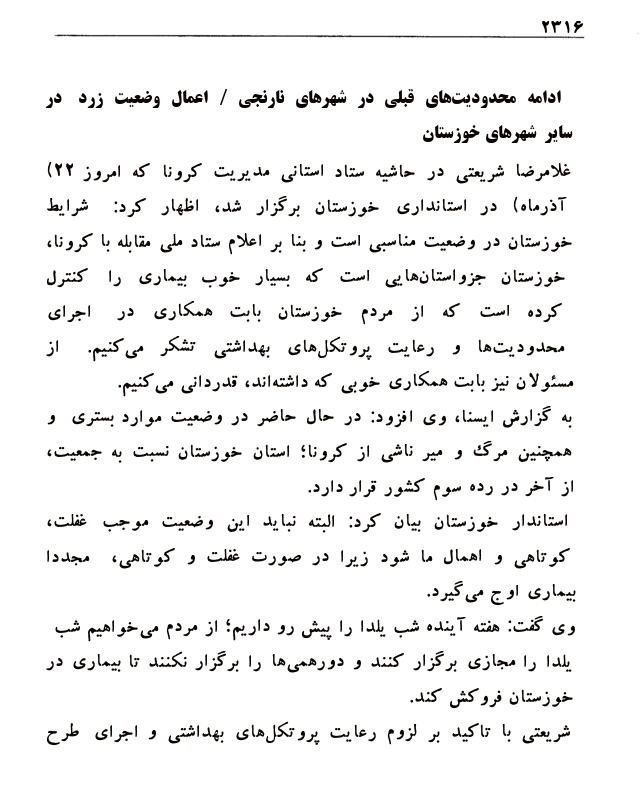 ۲۳۱۶
ادامه محدودیت‌های قبلی در شهرهای نارنجی / اعمال وضعیت زرد در
سایر شهرهای خوزستان
غلامرضا شریعتی در حاشیه ستاد استانی مدیریت کرونا که امروز ۲۲)
آذرماه) در استانداری خوزستان برگزار شد، اظهار کرد: شرایط
خوزستان در وضعیت مناسبی است و بنا بر اعلام ستاد ملی مقابله با کرونا،
خوزستان جزواستان‌هایی است که بسیار خوب بیماری را کنترل
کرده است که از مردم خوزستان بابت همکاری در اجرای
محدودیت‌ها و رعایت پروتکل‌های بهداشتی تشکر می‌کنیم. از
مسئولان نیز بابت همکاری خوبی که داشته‌اند، قدردانی می‌کنیم.
به گزارش ایسنا، وی افزود: در حال حاضر در وضعیت موارد بستری و
همچنین مرگ و میر ناشی از کرونا؛ استان خوزستان نسبت به جمعیت،
از آخر در رده سوم کشور قرار دارد.
استاندار خوزستان بیان کرد: البته نباید این وضعیت موجب غفلت،
کوتاهی و اهمال ما شود زیرا در صورت غفلت و کوتاهی، مجددا
بیماری اوج می‌گیرد.
وی گفت: هفته آینده شب یلدا را پیش رو داریم؛ از مردم می‌خواهیم شب
یلدا را مجازی برگزار کنند و دورهمی‌ها را برگزار نکنند تا بیماری در
خوزستان فروکش کند.
شریعتی با تاکید بر لزوم رعایت پروتکل‌های بهداشتی و اجرای طرح